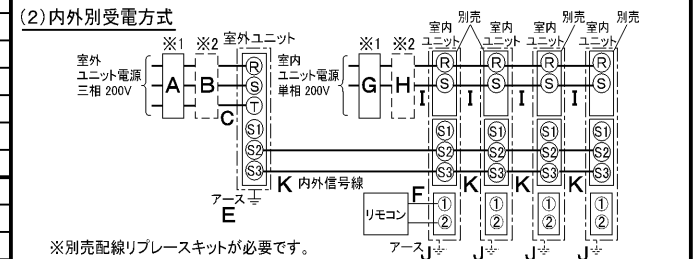 (2)内外別受電方式
※1 ※2 室外ユニット
室外
ユニット電源
三相 200V
A B C
R
S
T
S1
S2
S3
アース
E
※1 ※2
室内
ユニット電源
単相 200V
G H
室内
ユニット
別売
室内
ユニット
室内
ユニット
別売
室内
ユニット
別売
R R R R
S S S S
I I I I
S1 S1 S1 S1
S2 S2 S2 S2
S3 S3 S3 S3
K 内外信号線
K K K
F
リモコン
① ① ① ①
② ② ② ②
アース J J J J
※別売配線リプレースキットが必要です。